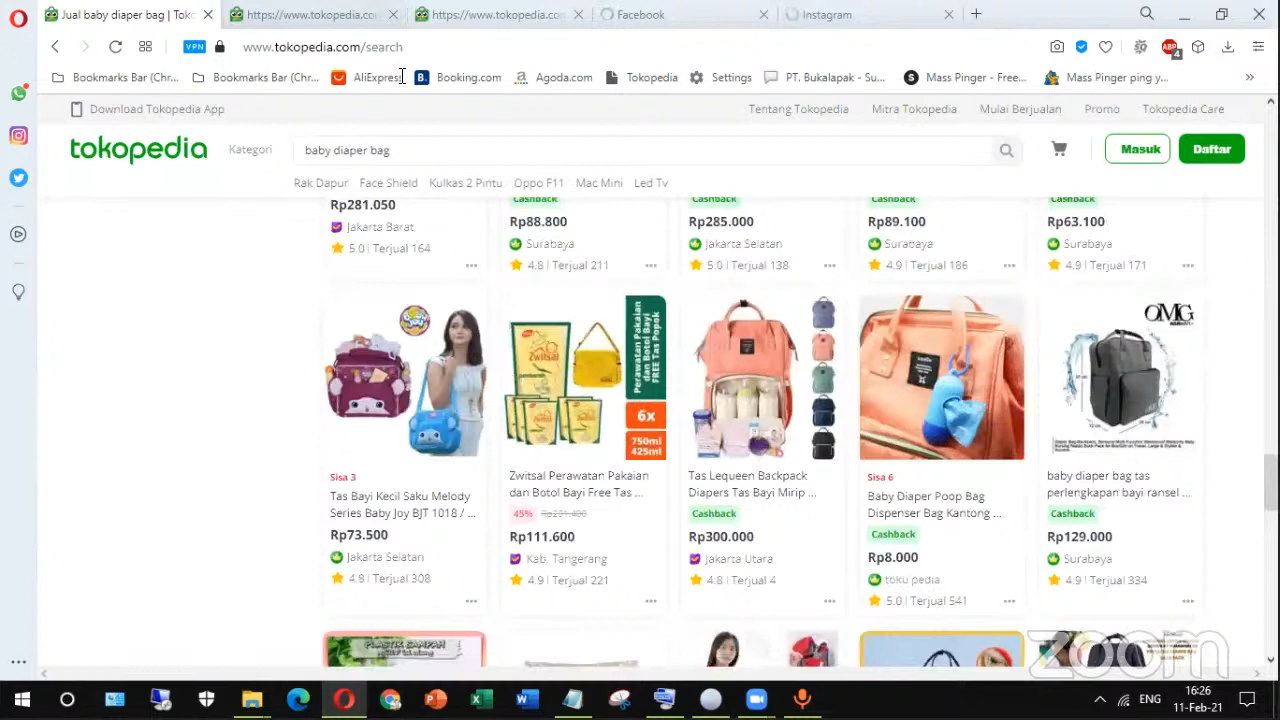 Jual baby diaper bag | Toko
https://www.tokopedia.com/
https://www.tokopedia.com/
Facebook
Instagram
VPN
www.tokopedia.com/search
4
Bookmarks Bar (Chr...
Bookmarks Bar (Chr...
AliExpress
Booking.com
Agoda.com
Tokopedia
Settings
PT. Bukalapak - Su...
Mass Pinger - Free...
Mass Pinger ping y...
Download Tokopedia App
Tentang Tokopedia
Mitra Tokopedia
Mulai Berjualan
Promo
Tokopedia Care
tokopedia
Kategori
baby diaper bag
Masuk
Daftar
Rak Dapur
Face Shield
Kulkas 2 Pintu
Oppo F11
Mac Mini
Led Tv
Rp281.050
Jakarta Barat
5.0 | Terjual 164
Cashback
Rp88.800
Surabaya
4.8 | Terjual 211
Cashback
Rp285.000
Jakarta Selatan
5.0 | Terjual 138
Cashback
Rp89.100
Surabaya
4.9 | Terjual 186
Cashback
Rp63.100
Surabaya
4.9 | Terjual 171
Sisa 3
Tas Bayi Kecil Saku Melody
Series Baby Joy BJT 1018 / ...
Rp73.500
Jakarta Selatan
4.8 | Terjual 308
Zwitsal
Perawatan Pakaian
dan Botol Bayi
FREE Tas Popok
6x
750ml
425ml
Zwitsal Perawatan Pakaian
dan Botol Bayi Free Tas ...
45% Rp201.400
Rp111.600
Kab. Tangerang
4.9 | Terjual 221
Tas Lequeen Backpack
Diapers Tas Bayi Mirip ...
Cashback
Rp300.000
Jakarta Utara
4.8 | Terjual 4
Sisa 6
Baby Diaper Poop Bag
Dispenser Bag Kantong ...
Cashback
Rp8.000
toku pedia
5.0 | Terjual 541
OMG
baby diaper bag tas
perlengkapan bayi ransel ...
Cashback
Rp129.000
Surabaya
4.9 | Terjual 334
PLASTIK SAMPAH
zoom
ENG
16:26
11-Feb-21